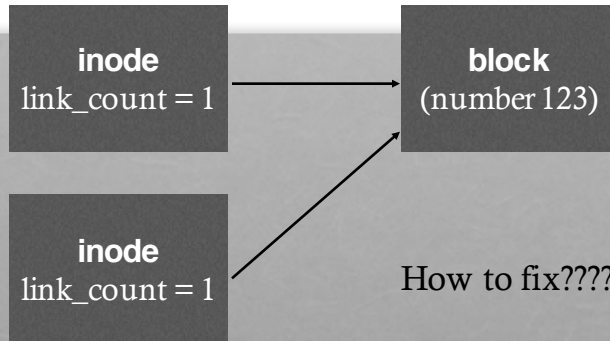 inode
link_count = 1
block
(number 123)
inode
link_count = 1
How to fix????